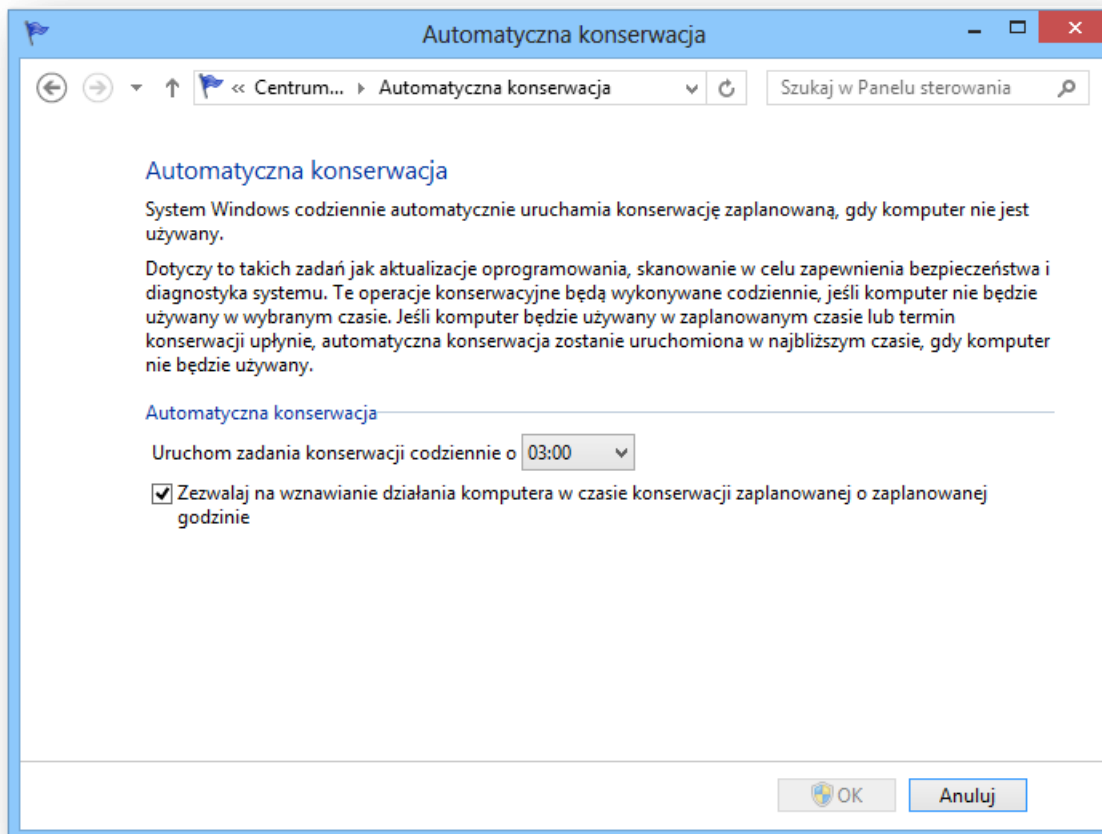 Automatyczna konserwacja
« Centrum... Automatyczna konserwacja
Szukaj w Panelu sterowania
Automatyczna konserwacja
System Windows codziennie automatycznie uruchamia konserwację zaplanowaną, gdy komputer nie jest
używany.
Dotyczy to takich zadań jak aktualizacje oprogramowania, skanowanie w celu zapewnienia bezpieczeństwa i
diagnostyka systemu. Te operacje konserwacyjne będą wykonywane codziennie, jeśli komputer nie będzie
używany w wybranym czasie. Jeśli komputer będzie używany w zaplanowanym czasie lub termin
konserwacji upłynie, automatyczna konserwacja zostanie uruchomiona w najbliższym czasie, gdy komputer
nie będzie używany.
Automatyczna konserwacja
Uruchom zadania konserwacji codziennie o 03:00
Zezwalaj na wznawianie działania komputera w czasie konserwacji zaplanowanej o zaplanowanej
godzinie
OK
Anuluj